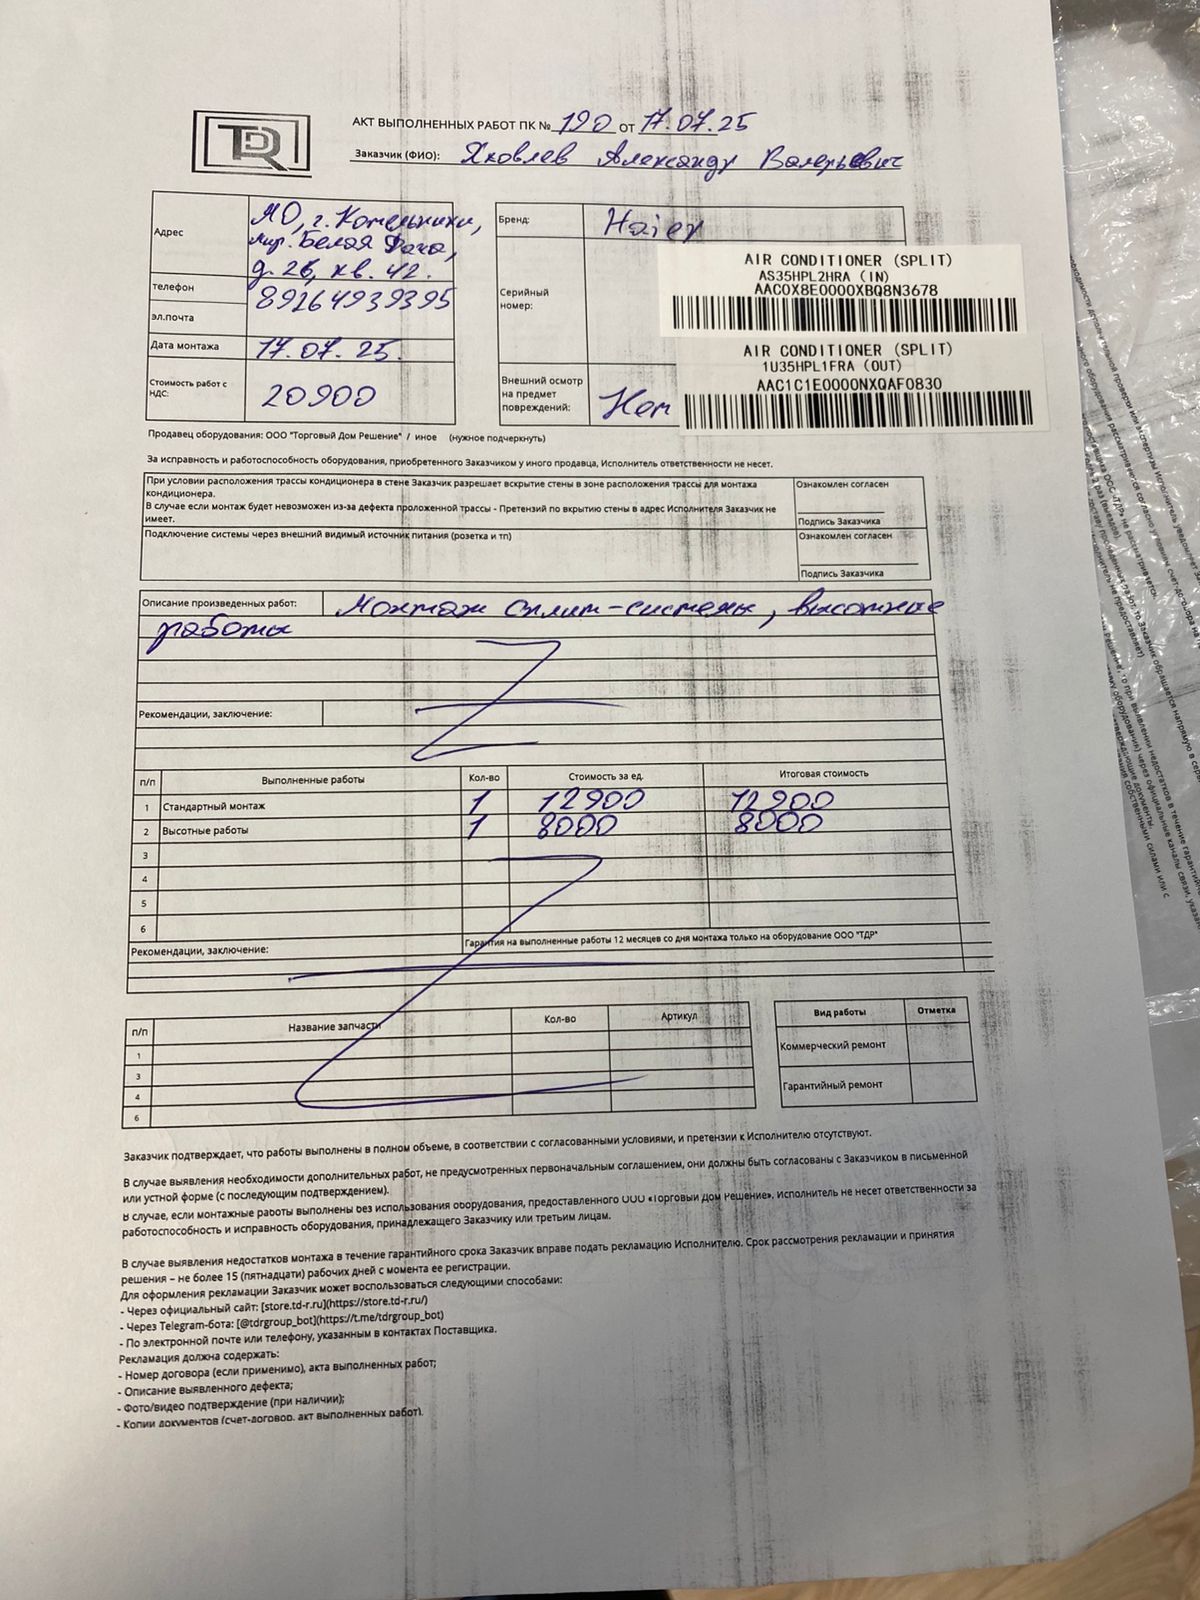 TDR
АКТ ВЫПОЛНЕННЫХ РАБОТ ПК № 190 от 17.07.25
Заказчик (ФИО): Яковлев Александр Валерьевич
Адрес
МО, г. Котельники,
мкр. Белая Дача,
д. 26, кв. 42.
телефон 89264939395
эл.почта
Дата монтажа 17.07.25.
Стоимость работ с
НДС: 20900
Бренд: Haier
Серийный
номер:
AIR CONDITIONER (SPLIT)
AS35HPL2HRA (IN)
AAC0X8E0000XBQ8N3678
AIR CONDITIONER (SPLIT)
1U35HPL1FRA (OUT)
AAC1C1E0000NXQAF0830
Внешний осмотр
на предмет
повреждений: Нет
Продавец оборудования: ООО "Торговый Дом Решение" / иное (нужное подчеркнуть)
За исправность и работоспособность оборудования, приобретенного Заказчиком у иного продавца, Исполнитель ответственности не несет.
При условии расположения трассы кондиционера в стене Заказчик разрешает вскрытие стены в зоне расположения трассы для монтажа
кондиционера.
В случае если монтаж будет невозможен из-за дефекта проложенной трассы - Претензий по вкрытию стены в адрес Исполнителя Заказчик не
имеет.
Ознакомлен согласен
Подпись Заказчика
Подключение системы через внешний видимый источник питания (розетка и тп)
Ознакомлен согласен
Подпись Заказчика
Описание произведенных работ: Монтаж сплит-системы, высотные
работы
Рекомендации, заключение:
п/п Выполненные работы Кол-во Стоимость за ед. Итоговая стоимость
1 Стандартный монтаж 1 12900 12900
2 Высотные работы 1 8000 8000
3
4
5
6
Рекомендации, заключение: Гарантия на выполненные работы 12 месяцев со дня монтажа только на оборудование ООО "ТДР"
п/п Название запчасти Кол-во Артикул
1
3
4
6
Вид работы Отметка
Коммерческий ремонт
Гарантийный ремонт
Заказчик подтверждает, что работы выполнены в полном объеме, в соответствии с согласованными условиями, и претензии к Исполнителю отсутствуют.
В случае выявления необходимости дополнительных работ, не предусмотренных первоначальным соглашением, они должны быть согласованы с Заказчиком в письменной
или устной форме (с последующим подтверждением).
В случае, если монтажные работы выполнены без использования оборудования, предоставленного ООО «Торговый Дом Решение», Исполнитель не несет ответственности за
работоспособность и исправность оборудования, принадлежащего Заказчику или третьим лицам.
В случае выявления недостатков монтажа в течение гарантийного срока Заказчик вправе подать рекламацию Исполнителю. Срок рассмотрения рекламации и принятия
решения – не более 15 (пятнадцати) рабочих дней с момента ее регистрации.
Для оформления рекламации Заказчик может воспользоваться следующими способами:
- Через официальный сайт: [store.td-r.ru](https://store.td-r.ru/)
- Через Telegram-бота: [@tdrgroup_bot](https://t.me/tdrgroup_bot)
- По электронной почте или телефону, указанным в контактах Поставщика.
Рекламация должна содержать:
- Номер договора (если применимо), акта выполненных работ;
- Описание выявленного дефекта;
- Фото/видео подтверждение (при наличии);
- Копии документов (счет-договор, акт выполненных работ).